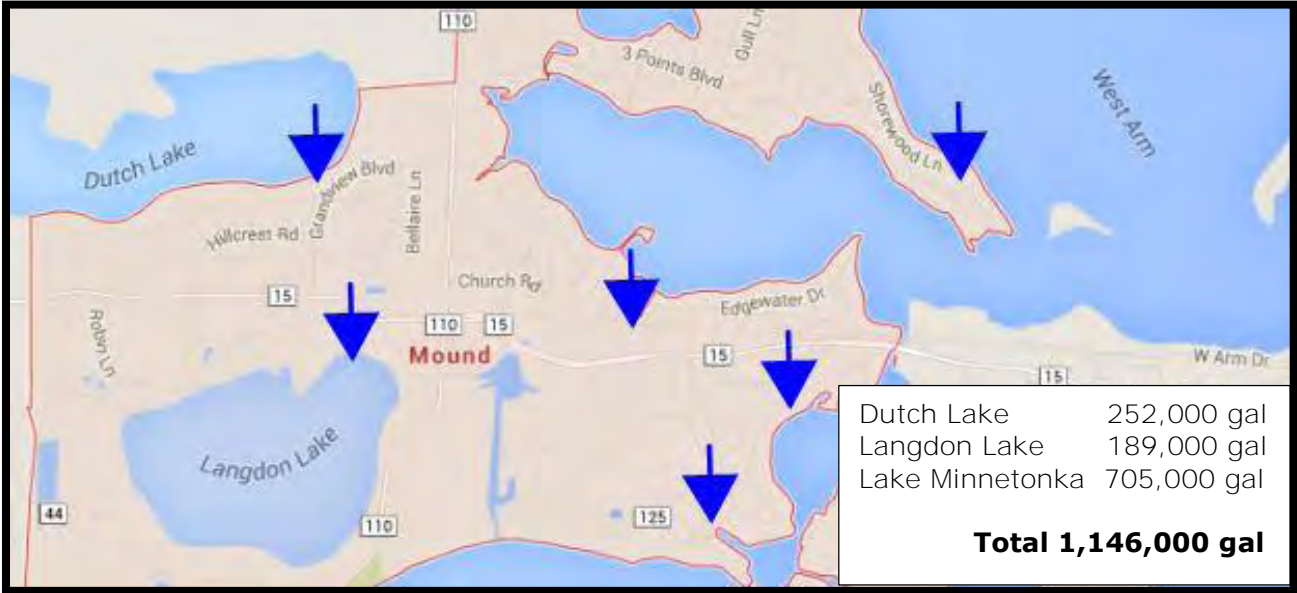 110
3 Points Blvd
Gull Ln
Shorewood Ln
West Arm
Dutch Lake
Grandview Blvd
Bellaire Ln
Hillcrest Rd
Church Rd
15
Edgewater Dr
Robin Ln
110
15
Mound
15
W Arm Dr
15
Langdon Lake
44
110
125
Dutch Lake 252,000 gal
Langdon Lake 189,000 gal
Lake Minnetonka 705,000 gal
Total 1,146,000 gal